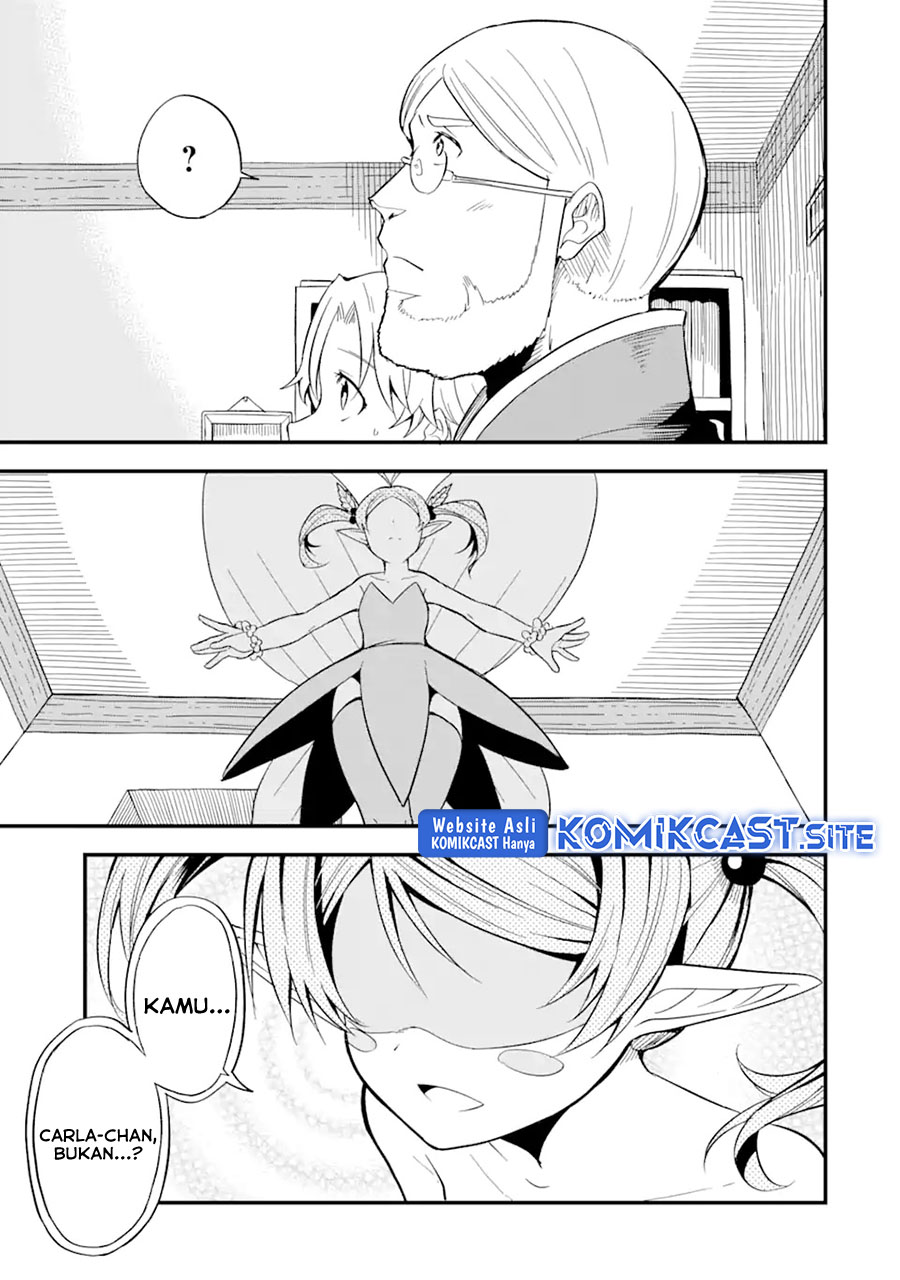 ?
Website Asli
KOMIKCAST Hanya
KOMIKCAST.SITE
KAMU...
CARLA-CHAN,
BUKAN...?